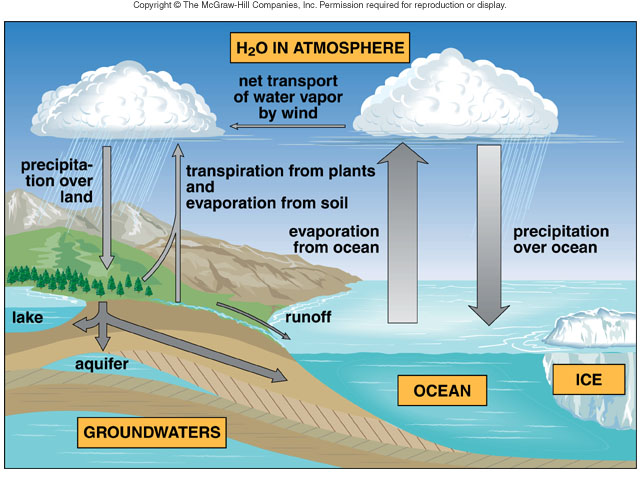 Copyright © The McGraw-Hill Companies, Inc. Permission required for reproduction or display.
H₂O IN ATMOSPHERE
net transport
of water vapor
by wind
precipita-
tion over
land
transpiration from plants
and
evaporation from soil
evaporation
from ocean
precipitation
over ocean
lake
runoff
aquifer
OCEAN
ICE
GROUNDWATERS